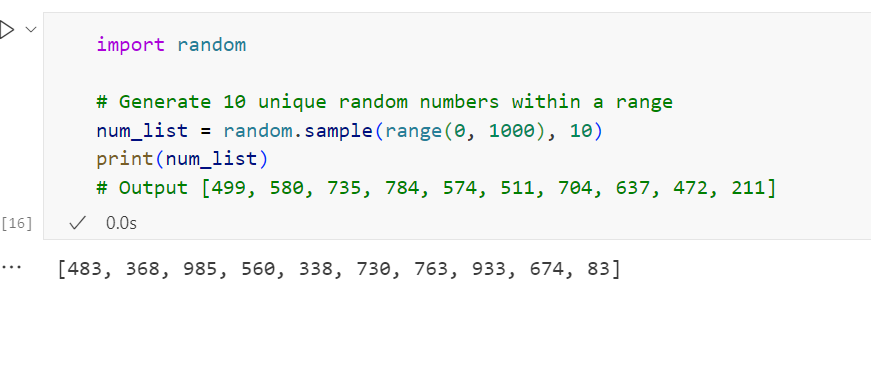 import random
# Generate 10 unique random numbers within a range
num_list = random.sample(range(0, 1000), 10)
print(num_list)
# Output [499, 580, 735, 784, 574, 511, 704, 637, 472, 211]
[16] 0.0s
... [483, 368, 985, 560, 338, 730, 763, 933, 674, 83]